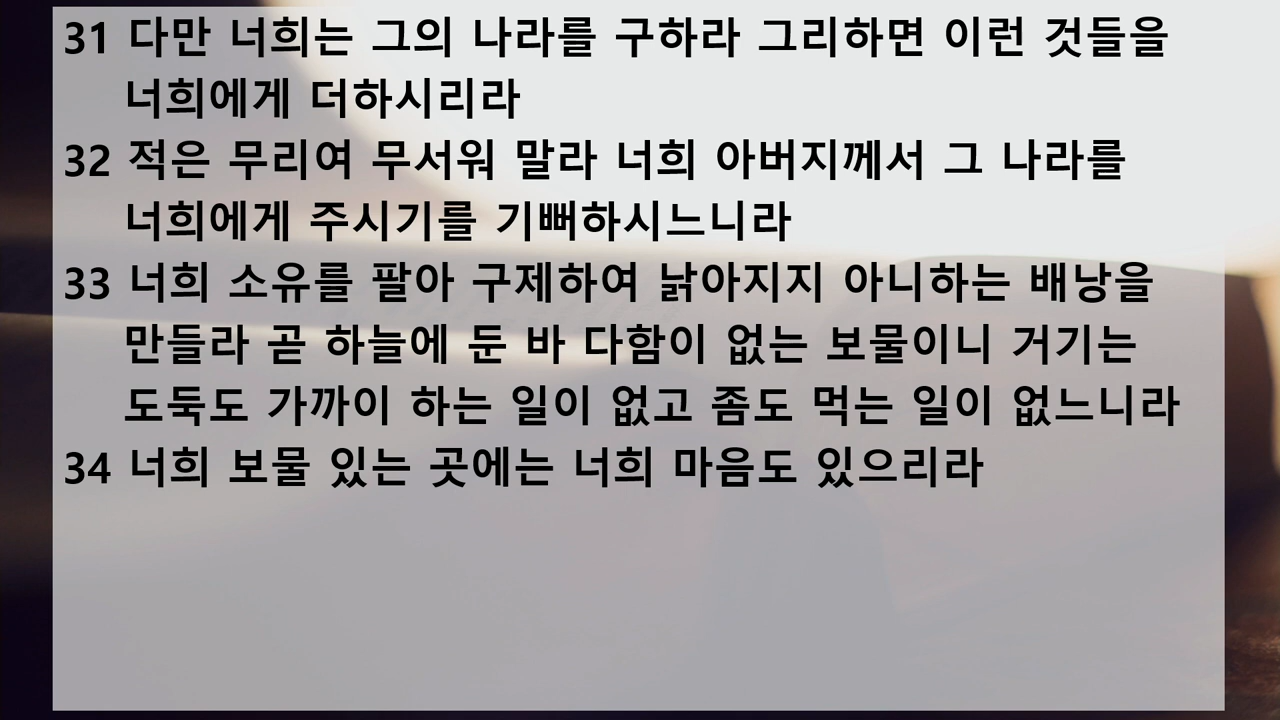 31 다만 너희는 그의 나라를 구하라 그리하면 이런 것들을
너희에게 더하시리라
32 적은 무리여 무서워 말라 너희 아버지께서 그 나라를
너희에게 주시기를 기뻐하시느니라
33 너희 소유를 팔아 구제하여 낡아지지 아니하는 배낭을
만들라 곧 하늘에 둔 바 다함이 없는 보물이니 거기는
도둑도 가까이 하는 일이 없고 좀도 먹는 일이 없느니라
34 너희 보물 있는 곳에는 너희 마음도 있으리라